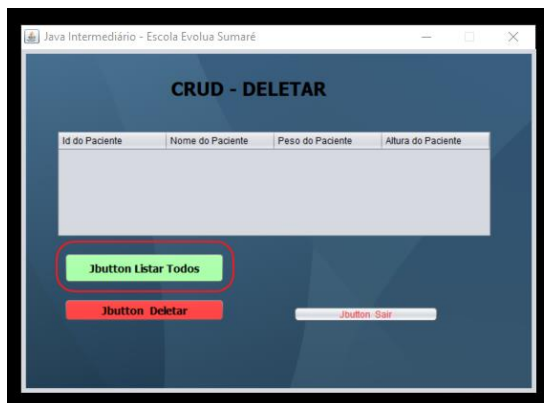 Java Intermediário - Escola Evolua Sumaré
CRUD - DELETAR
Id do Paciente Nome do Paciente Peso do Paciente Altura do Paciente
Jbutton Listar Todos
Jbutton Deletar
Jbutton Sair